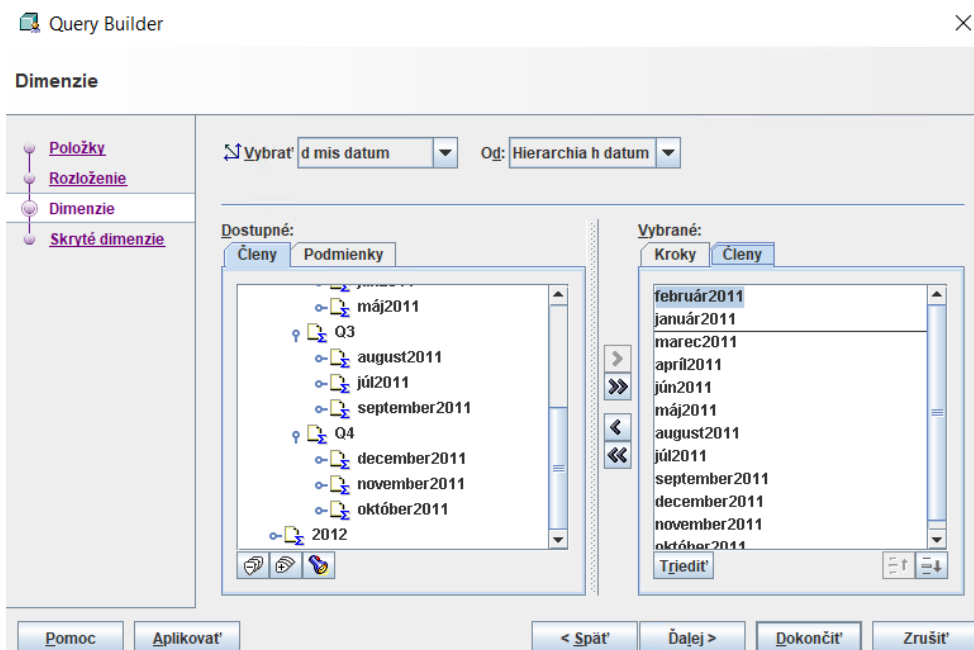 Query Builder
Dimenzie
Položky
Rozloženie
Dimenzie
Skryté dimenzie
Vybrať d mis datum Od: Hierarchia h datum
Dostupné:
Členy Podmienky
máj2011
Q3
august2011
júl2011
september2011
Q4
december2011
november2011
október2011
2012
Vybrané:
Kroky Členy
február2011
január2011
marec2011
apríl2011
jún2011
máj2011
august2011
júl2011
september2011
december2011
november2011
október2011
Triediť
Pomoc Aplikovať < Späť Ďalej > Dokončiť Zrušiť